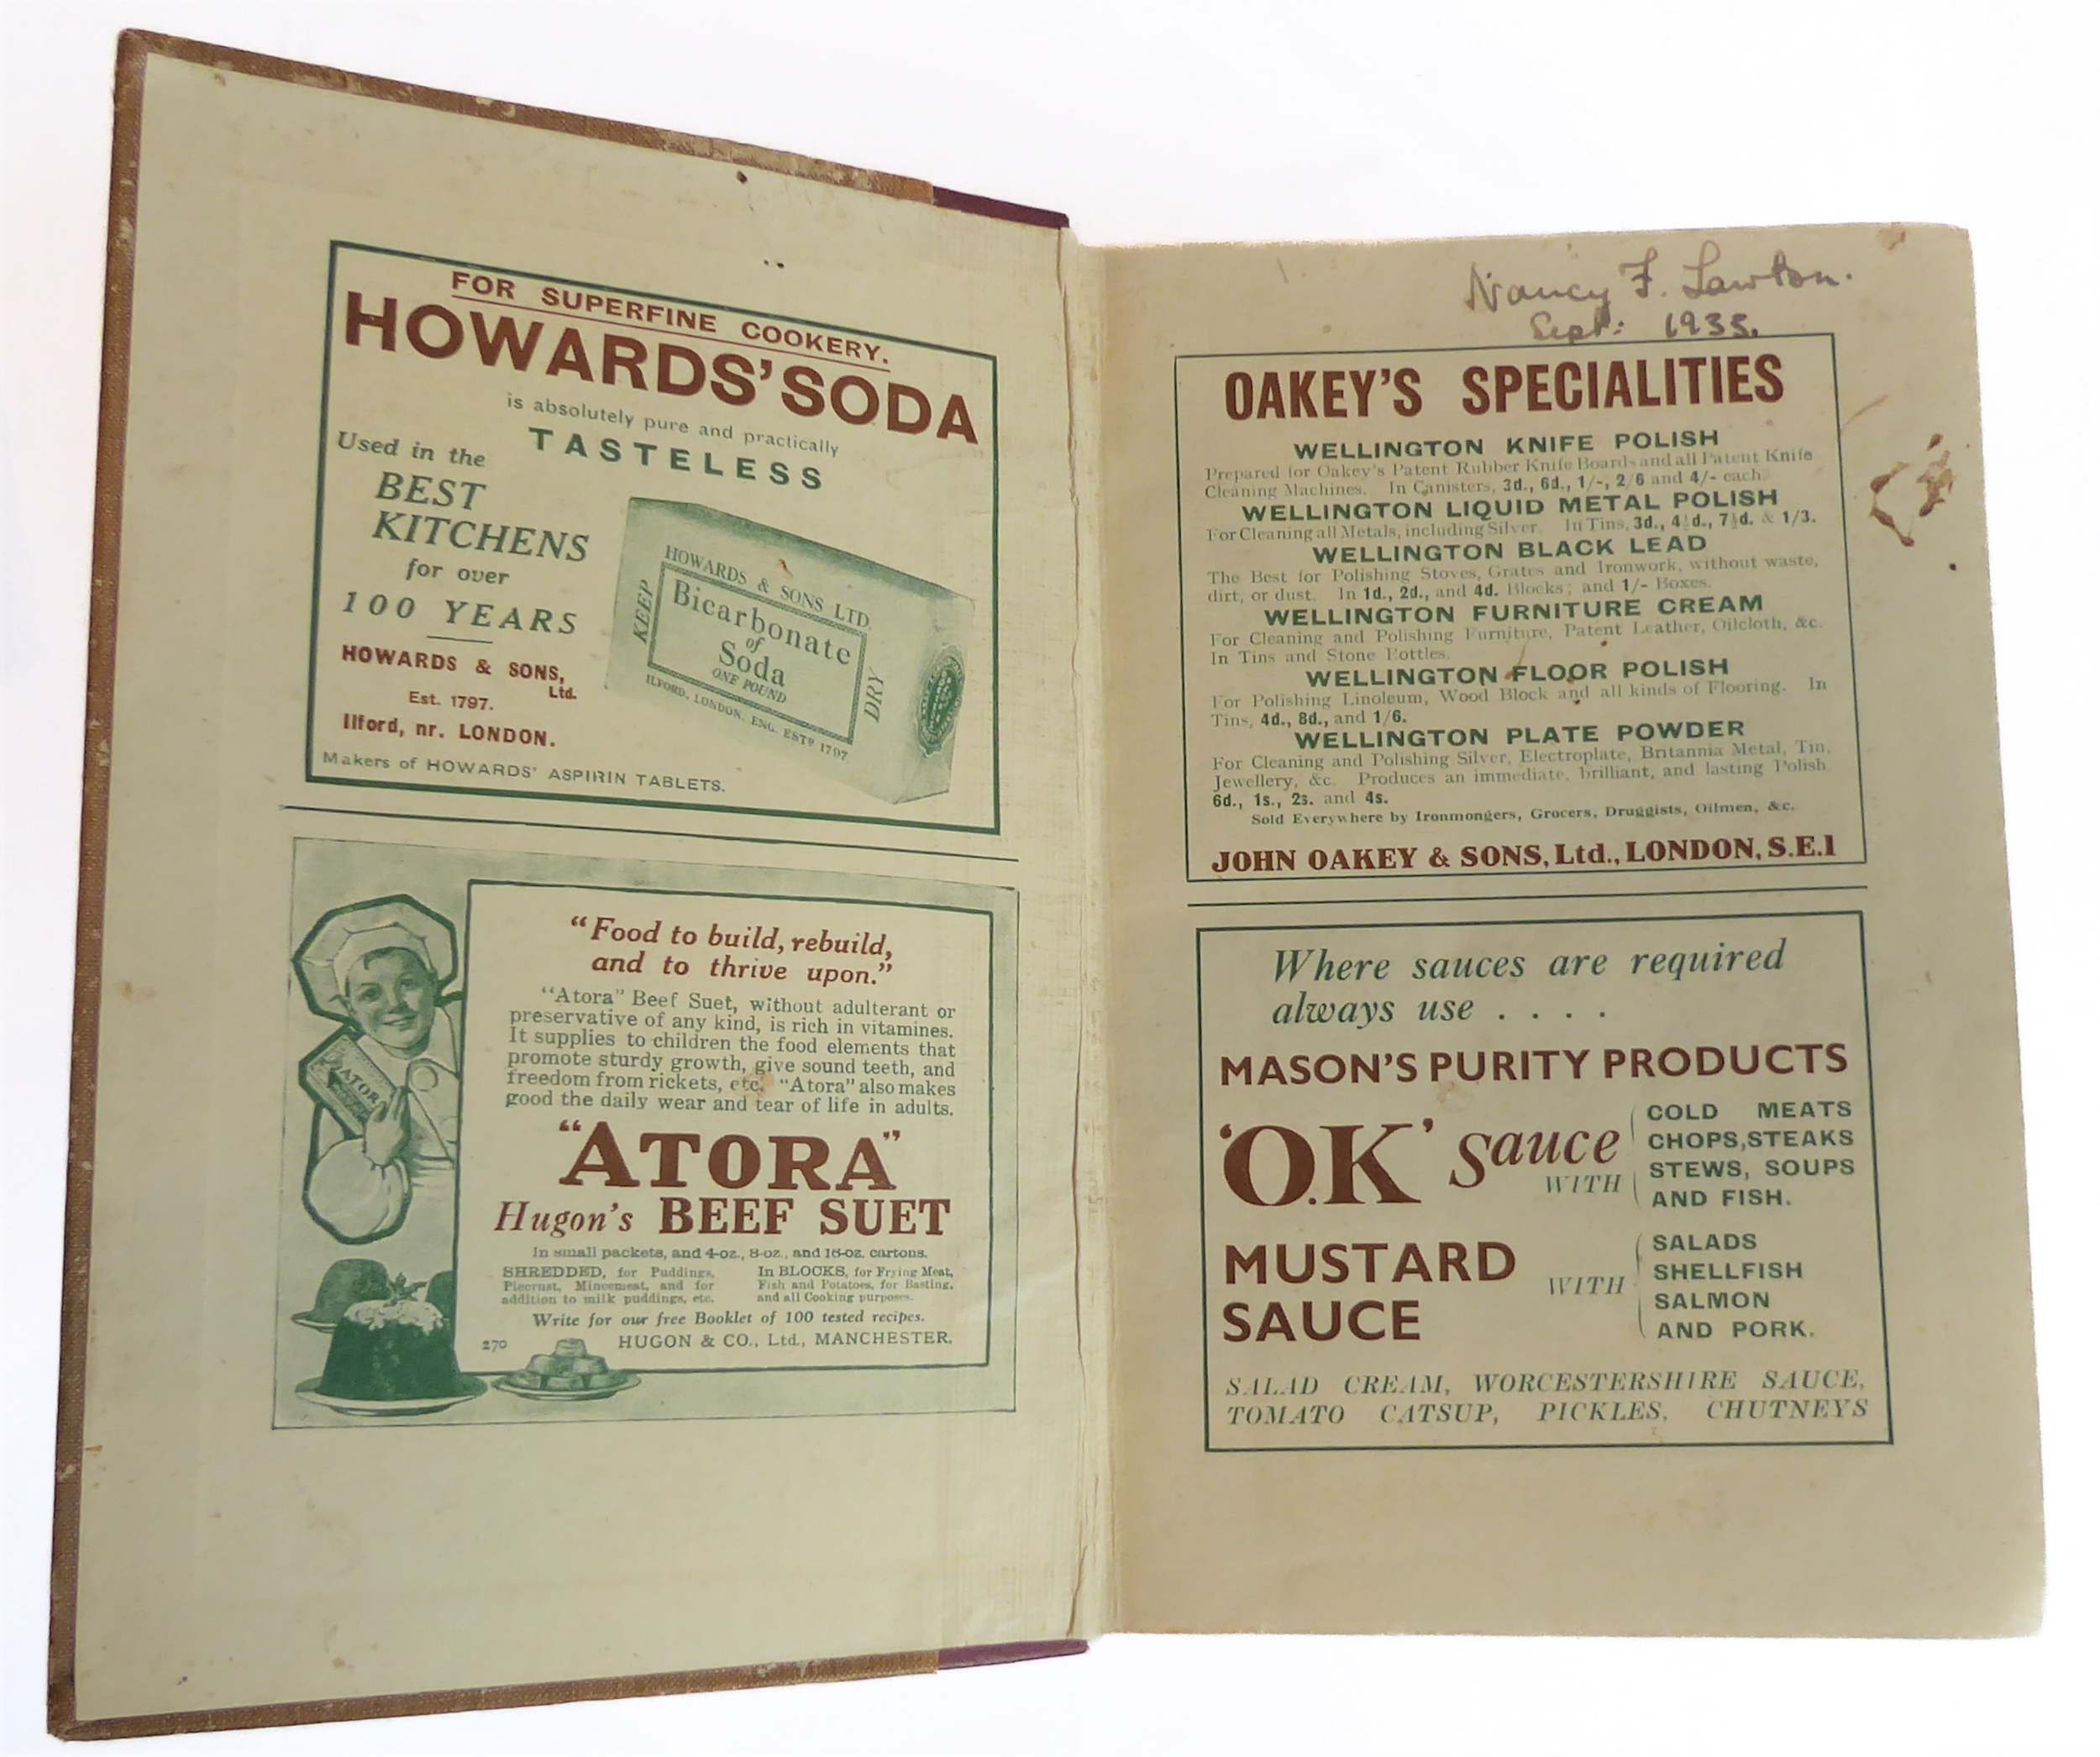 FOR SUPERFINE COOKERY.
HOWARDS' SODA
is absolutely pure and practically
TASTELESS
Used in the
BEST
KITCHENS
for over
100 YEARS
HOWARDS & SONS,
Ltd.
Est. 1797.
Ilford, nr. LONDON.
Makers of HOWARDS' ASPIRIN TABLETS.
HOWARDS & SONS LTD.
KEEP
Bicarbonate
of
Soda
ONE POUND
DRY
ILFORD, LONDON, ENG. ESTD 1797
"Food to build, rebuild,
and to thrive upon."
"Atora" Beef Suet, without adulterant or
preservative of any kind, is rich in vitamines.
It supplies to children the food elements that
promote sturdy growth, give sound teeth, and
freedom from rickets, etc. "Atora" also makes
good the daily wear and tear of life in adults.
ATORA
"ATORA"
Hugon's BEEF SUET
In small packets, and 4-oz., 8-oz., and 16-oz. cartons.
SHREDDED, for Puddings,
Piecrust, Mincemeat, and for
addition to milk puddings, etc.
In BLOCKS, for Frying Meat,
Fish and Potatoes, for Basting,
and all Cooking purposes.
Write for our free Booklet of 100 tested recipes.
270 HUGON & CO., Ltd., MANCHESTER.
Nancy F. Lawton.
Sept: 1935.
OAKEY'S SPECIALITIES
WELLINGTON KNIFE POLISH
Prepared for Oakey's Patent Rubber Knife Boards and all Patent Knife
Cleaning Machines. In Canisters, 3d., 6d., 1/-, 2/6 and 4/- each.
WELLINGTON LIQUID METAL POLISH
For Cleaning all Metals, including Silver. In Tins, 3d., 4½d., 7½d. & 1/3.
WELLINGTON BLACK LEAD
The Best for Polishing Stoves, Grates and Ironwork, without waste,
dirt, or dust. In 1d., 2d., and 4d. Blocks; and 1/- Boxes.
WELLINGTON FURNITURE CREAM
For Cleaning and Polishing Furniture, Patent Leather, Oilcloth, &c.
In Tins and Stone Bottles.
WELLINGTON FLOOR POLISH
For Polishing Linoleum, Wood Block and all kinds of Flooring. In
Tins, 4d., 8d., and 1/6.
WELLINGTON PLATE POWDER
For Cleaning and Polishing Silver, Electroplate, Britannia Metal, Tin,
Jewellery, &c. Produces an immediate, brilliant, and lasting Polish.
6d., 1s., 2s. and 4s.
Sold Everywhere by Ironmongers, Grocers, Druggists, Oilmen, &c.
JOHN OAKEY & SONS, Ltd., LONDON, S.E.1
Where sauces are required
always use . . . .
MASON'S PURITY PRODUCTS
'O.K' Sauce
WITH
COLD MEATS
CHOPS, STEAKS
STEWS, SOUPS
AND FISH.
MUSTARD
SAUCE
WITH
SALADS
SHELLFISH
SALMON
AND PORK.
SALAD CREAM, WORCESTERSHIRE SAUCE,
TOMATO CATSUP, PICKLES, CHUTNEYS